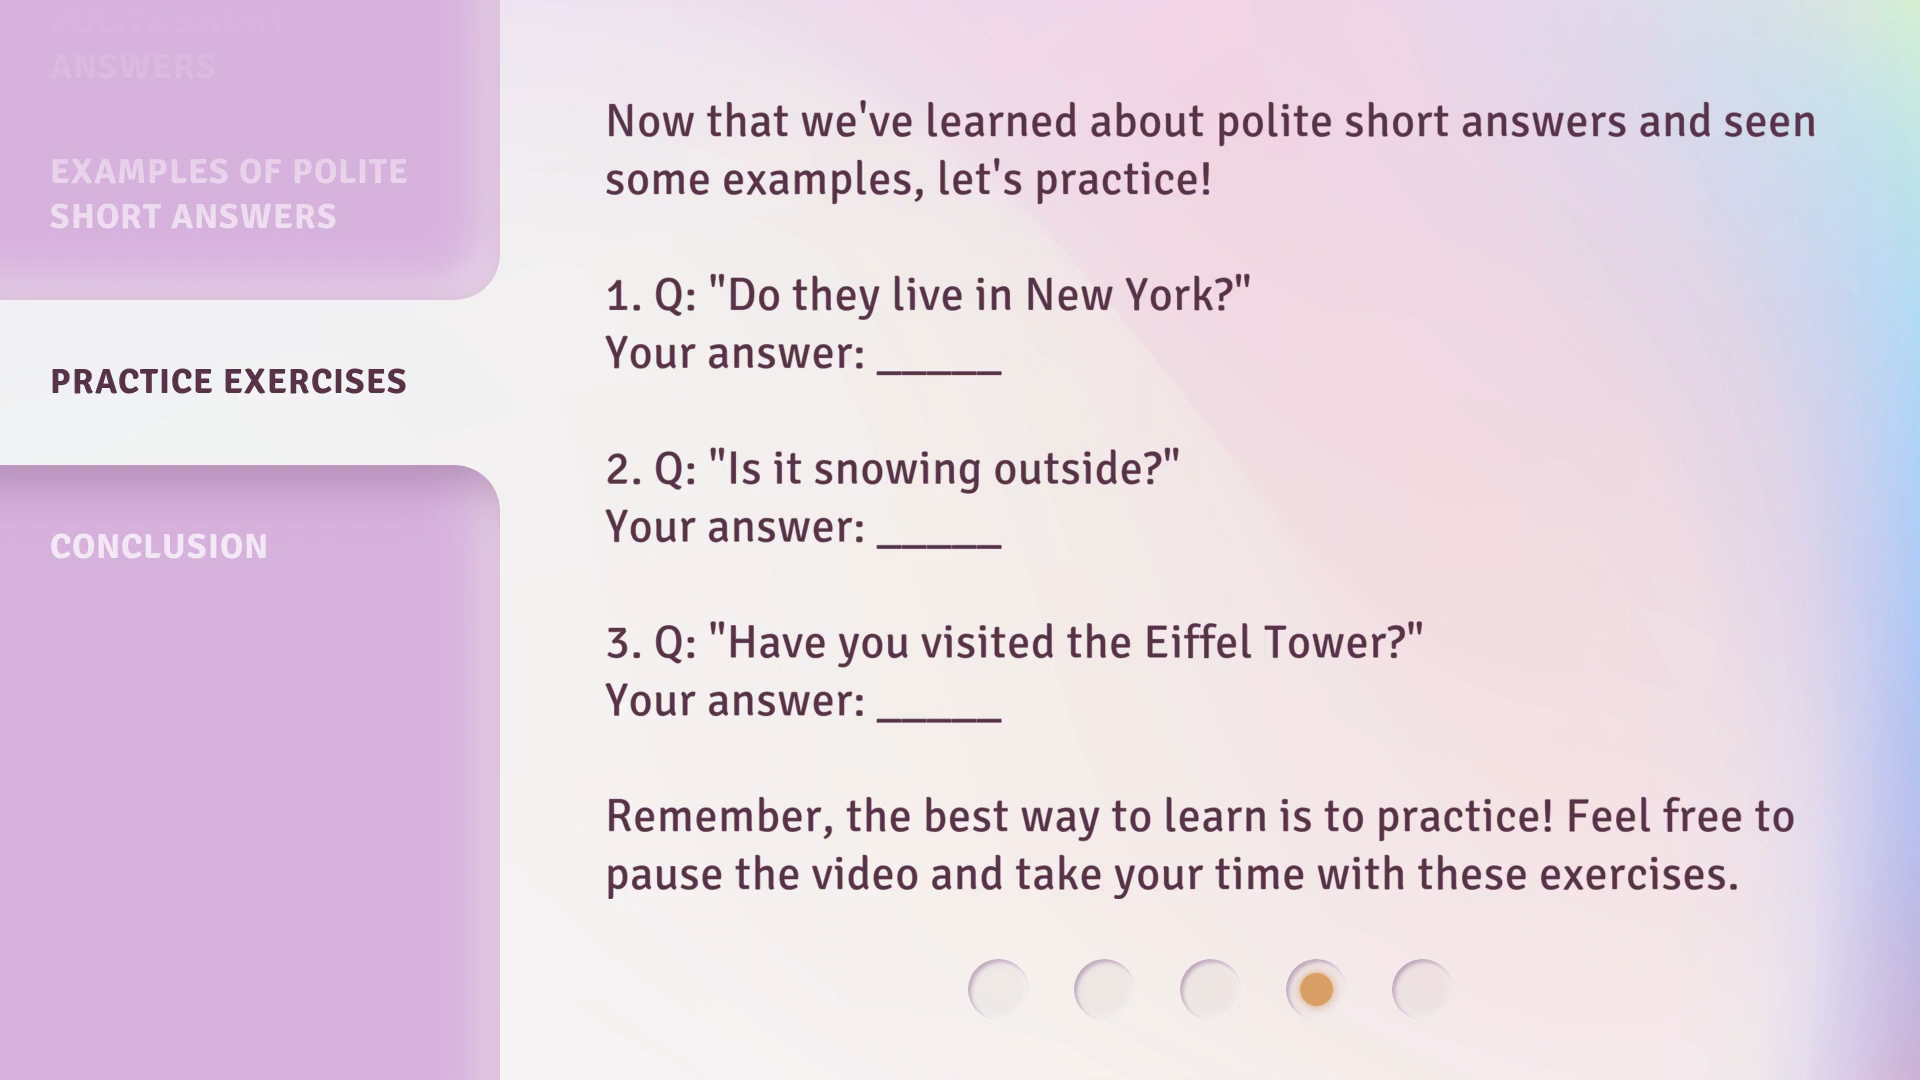 POLITE SHORT
ANSWERS
EXAMPLES OF POLITE
SHORT ANSWERS
PRACTICE EXERCISES
CONCLUSION
Now that we've learned about polite short answers and seen
some examples, let's practice!
1. Q: "Do they live in New York?"
Your answer: _____
2. Q: "Is it snowing outside?"
Your answer: _____
3. Q: "Have you visited the Eiffel Tower?"
Your answer: _____
Remember, the best way to learn is to practice! Feel free to
pause the video and take your time with these exercises.